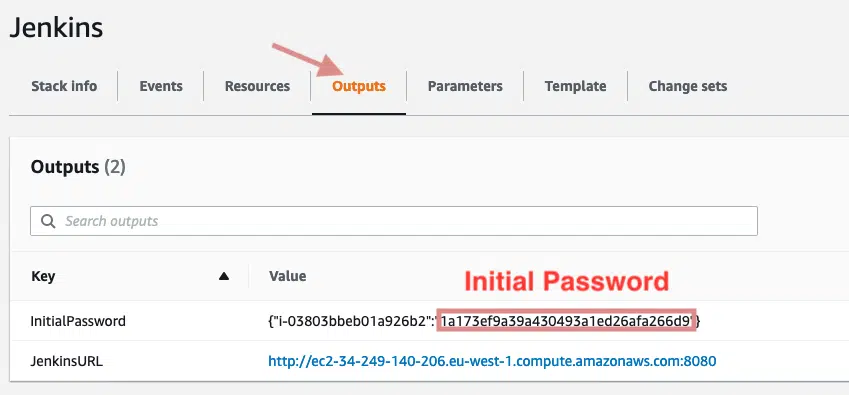 Jenkins
Stack info Events Resources Outputs Parameters Template Change sets
Outputs (2)
Search outputs
Key Value
Initial Password
InitialPassword {"i-03803bbeb01a926b2":"1a173ef9a39a430493a1ed26afa266d9"}
JenkinsURL http://ec2-34-249-140-206.eu-west-1.compute.amazonaws.com:8080